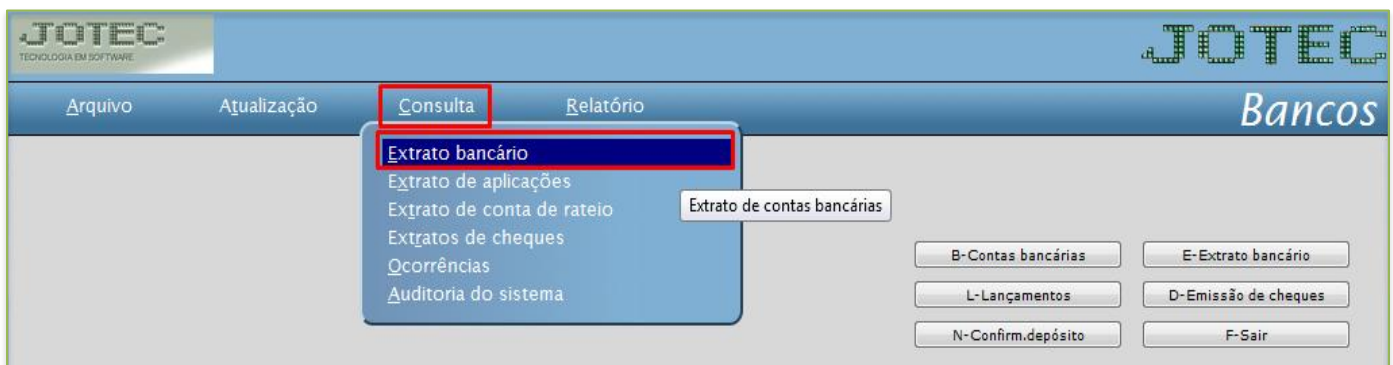 JOTEC
TECNOLOGIA EM SOFTWARE
JOTEC
Arquivo Atualização Consulta Relatório Bancos
Extrato bancário
Extrato de aplicações
Extrato de contas bancárias
Extrato de conta de rateio
Extratos de cheques
Ocorrências
Auditoria do sistema
B-Contas bancárias E-Extrato bancário
L-Lançamentos D-Emissão de cheques
N-Confirm.depósito F-Sair